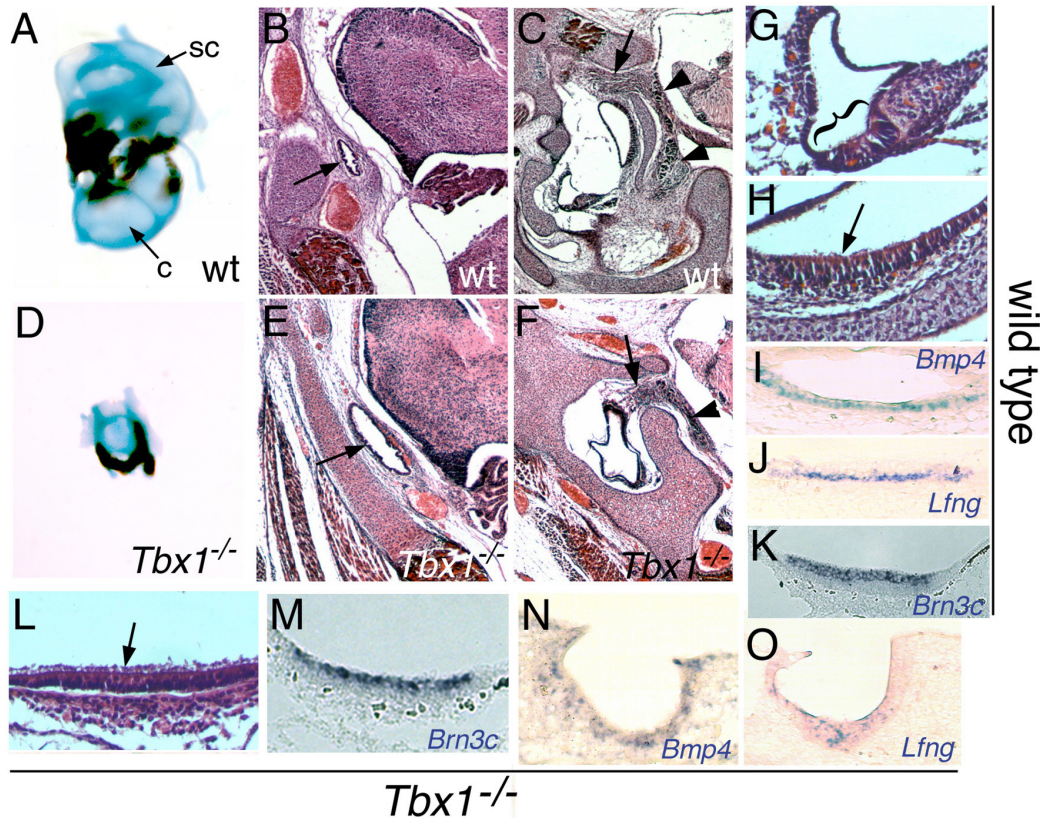 A
sc
c
wt
B
wt
C
wt
G
H
D
Tbx1-/-
E
Tbx1-/-
F
Tbx1-/-
I
Bmp4
J
Lfng
K
Brn3c
wild type
L
M
Brn3c
N
Bmp4
O
Lfng
Tbx1-/-